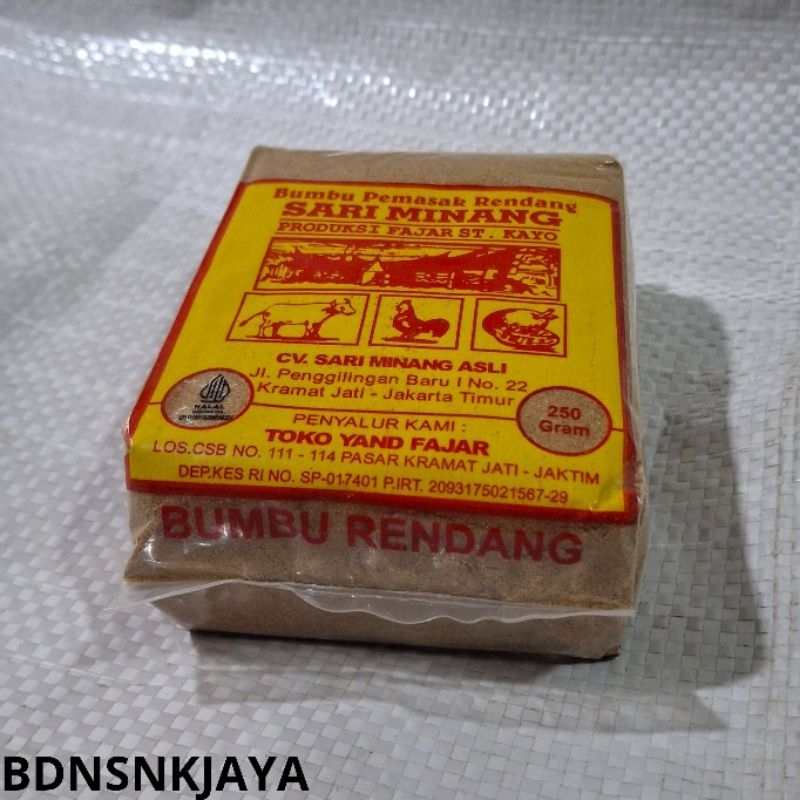 Bumbu Pemasak Rendang
SARI MINANG
PRODUKSI FAJAR ST. KAYO
CV. SARI MINANG ASLI
Jl. Penggilingan Baru I No. 22
Kramat Jati - Jakarta Timur
HALAL
INDONESIA
250
Gram
PENYALUR KAMI :
TOKO YAND FAJAR
LOS.CSB NO. 111 - 114 PASAR KRAMAT JATI - JAKTIM
DEP.KES RI NO. SP-017401 P.IRT. 2093175021567-29
BUMBU RENDANG
BDNSNKJAYA